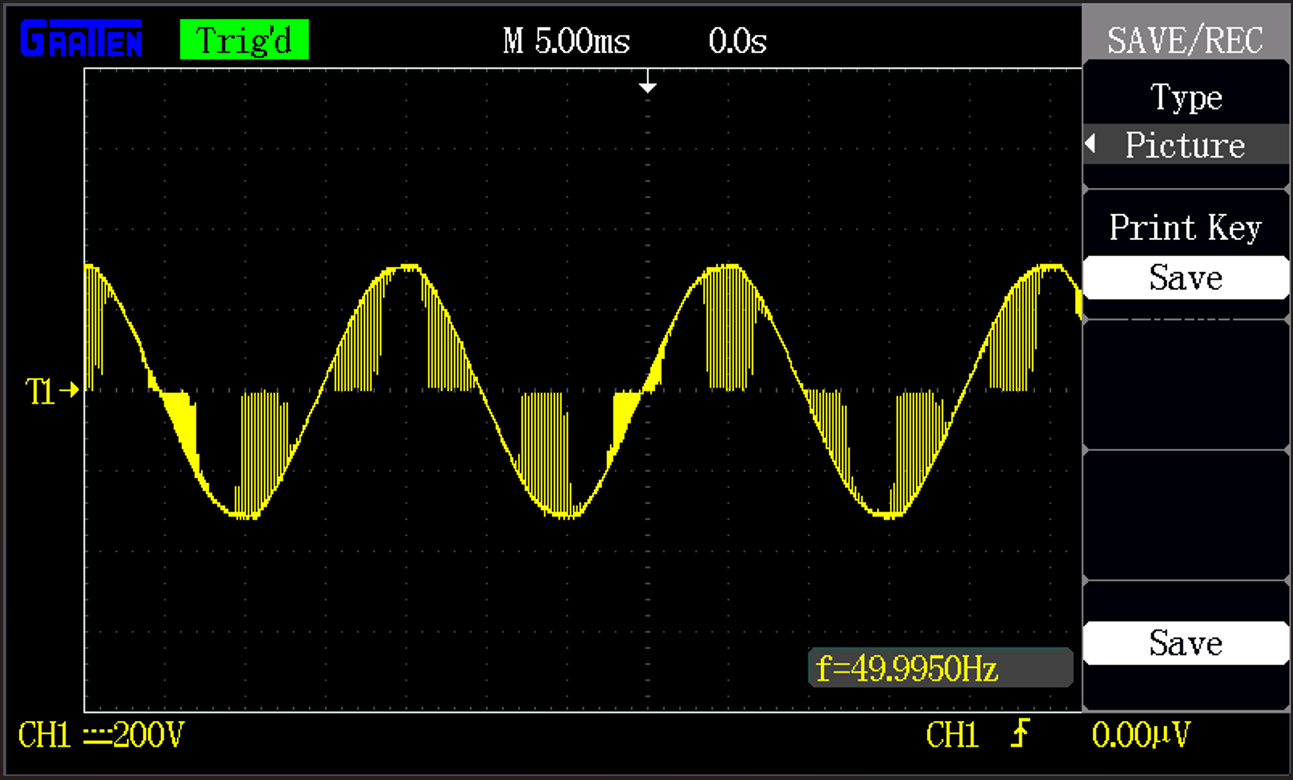 GRATTEN Trig'd M 5.00ms 0.0s SAVE/REC
Type
Picture
Print Key
Save
T1
Save
f=49.9950Hz
CH1 200V CH1 0.00µV